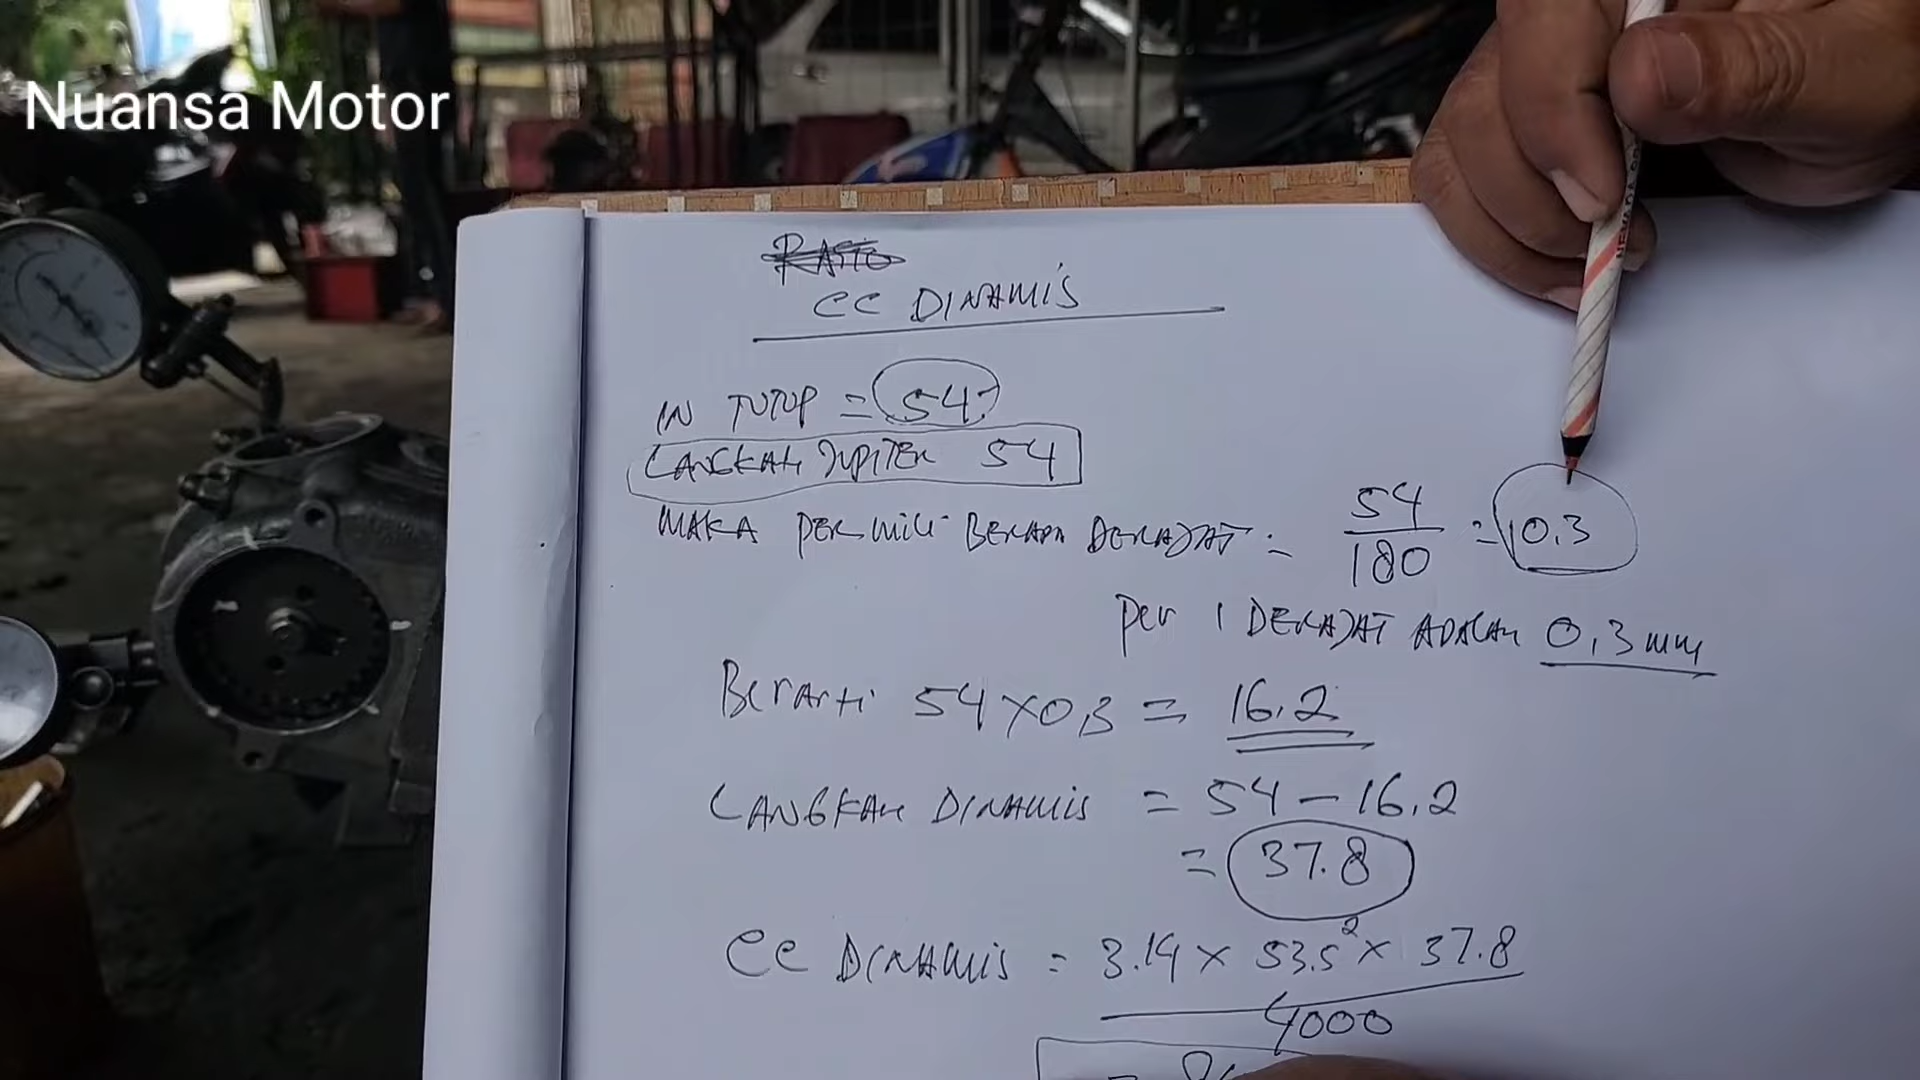 Nuansa Motor
RASIO
CC DINAMIS
IN TUTUP = 54°
LANGKAH JUPITER 54
MAKA PER MILI BERAPA DERAJAT = 54 / 180 = 0.3
PER 1 DERAJAT ADALAH 0,3 mm
BERARTI 54 X 0,3 = 16.2
LANGKAH DINAMIS = 54 - 16.2
= 37.8
CC DINAMIS = 3.14 x 53.5² x 37.8
4000